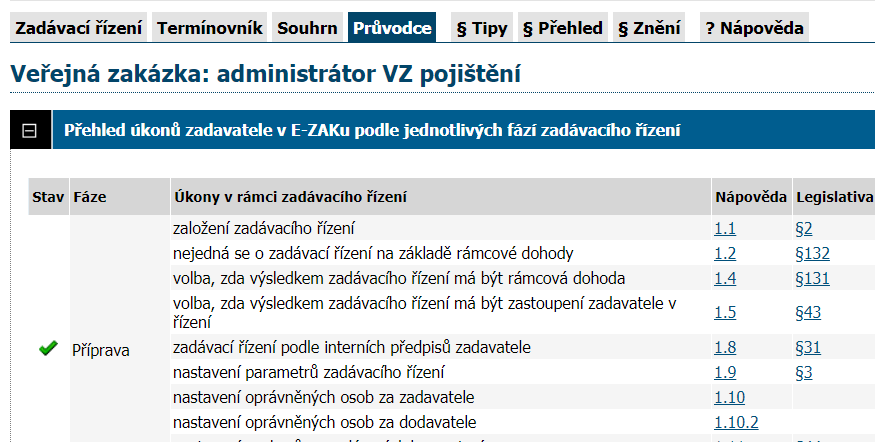 Zadávací řízení Termínovník Souhrn Průvodce § Tipy § Přehled § Znění ? Nápověda
Veřejná zakázka: administrátor VZ pojištění
Přehled úkonů zadavatele v E-ZAKu podle jednotlivých fází zadávacího řízení
Stav Fáze Úkony v rámci zadávacího řízení Nápověda Legislativa
založení zadávacího řízení 1.1 §2
nejedná se o zadávací řízení na základě rámcové dohody 1.2 §132
volba, zda výsledkem zadávacího řízení má být rámcová dohoda 1.4 §131
volba, zda výsledkem zadávacího řízení má být zastoupení zadavatele v
řízení 1.5 §43
Příprava zadávací řízení podle interních předpisů zadavatele 1.8 §31
nastavení parametrů zadávacího řízení 1.9 §3
nastavení oprávněných osob za zadavatele 1.10
nastavení oprávněných osob za dodavatele 1.10.2